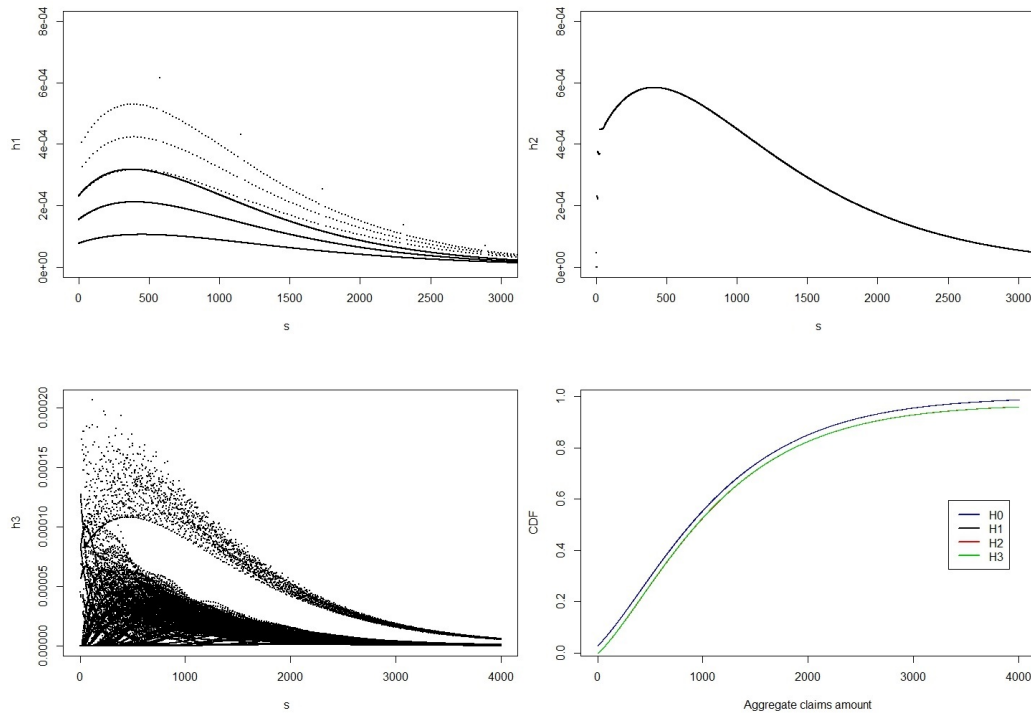 h1
8e-04
6e-04
4e-04
2e-04
0e+00
0 500 1000 1500 2000 2500 3000
s
h2
8e-04
6e-04
4e-04
2e-04
0e+00
0 500 1000 1500 2000 2500 3000
s
h3
0.00020
0.00015
0.00010
0.00005
0.00000
0 1000 2000 3000 4000
s
CDF
1.0
0.8
0.6
0.4
0.2
0.0
H0
H1
H2
H3
0 1000 2000 3000 4000
Aggregate claims amount